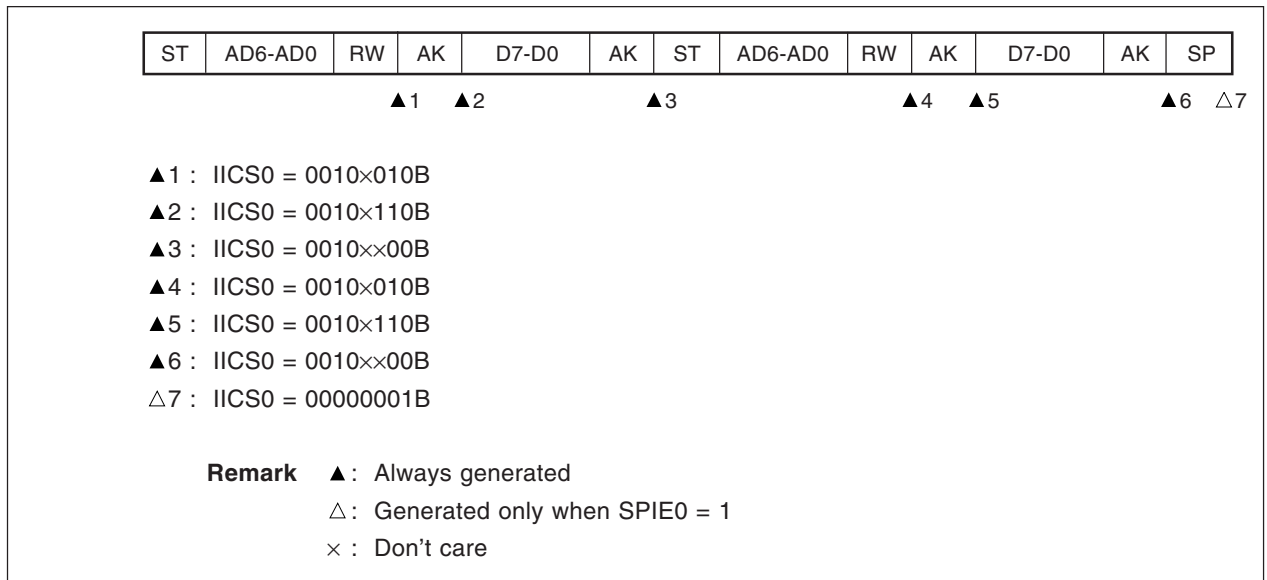 ST AD6-AD0 RW AK D7-D0 AK ST AD6-AD0 RW AK D7-D0 AK SP
▲1 ▲2 ▲3 ▲4 ▲5 ▲6 △7
▲1 : IICS0 = 0010×010B
▲2 : IICS0 = 0010×110B
▲3 : IICS0 = 0010××00B
▲4 : IICS0 = 0010×010B
▲5 : IICS0 = 0010×110B
▲6 : IICS0 = 0010××00B
△7 : IICS0 = 00000001B
Remark ▲: Always generated
△: Generated only when SPIE0 = 1
× : Don't care